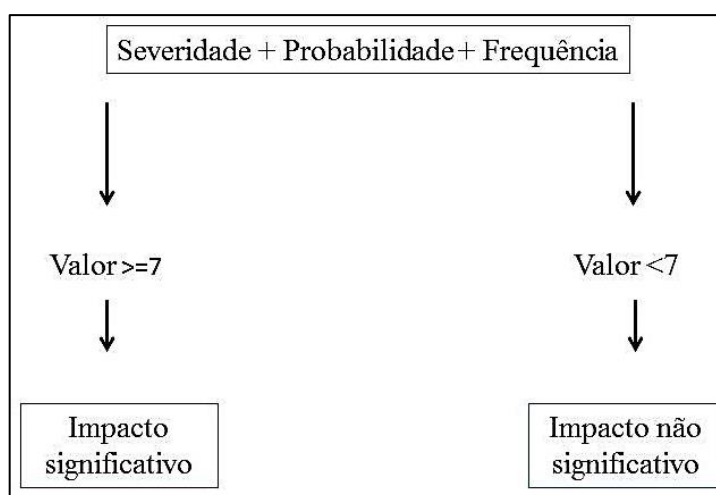 Severidade + Probabilidade + Frequência
Valor >=7
Valor <7
Impacto
significativo
Impacto não
significativo